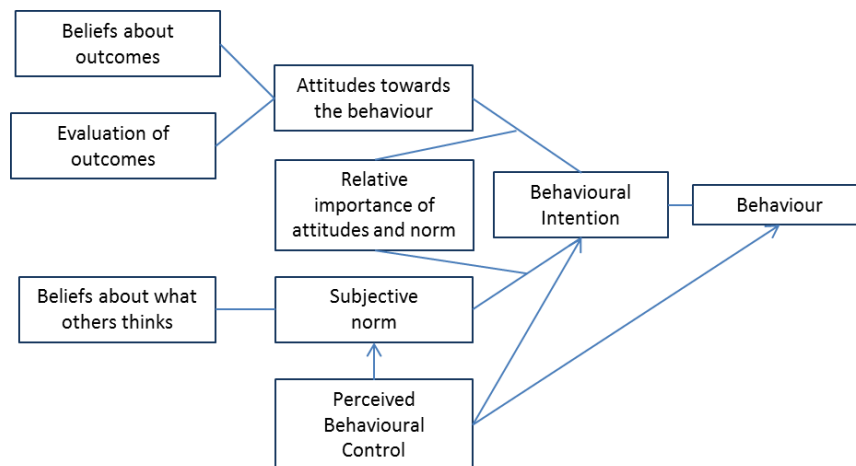 Beliefs about
outcomes
Attitudes towards
the behaviour
Evaluation of
outcomes
Relative
importance of
attitudes and norm
Behavioural
Intention
Behaviour
Beliefs about what
others thinks
Subjective
norm
Perceived
Behavioural
Control